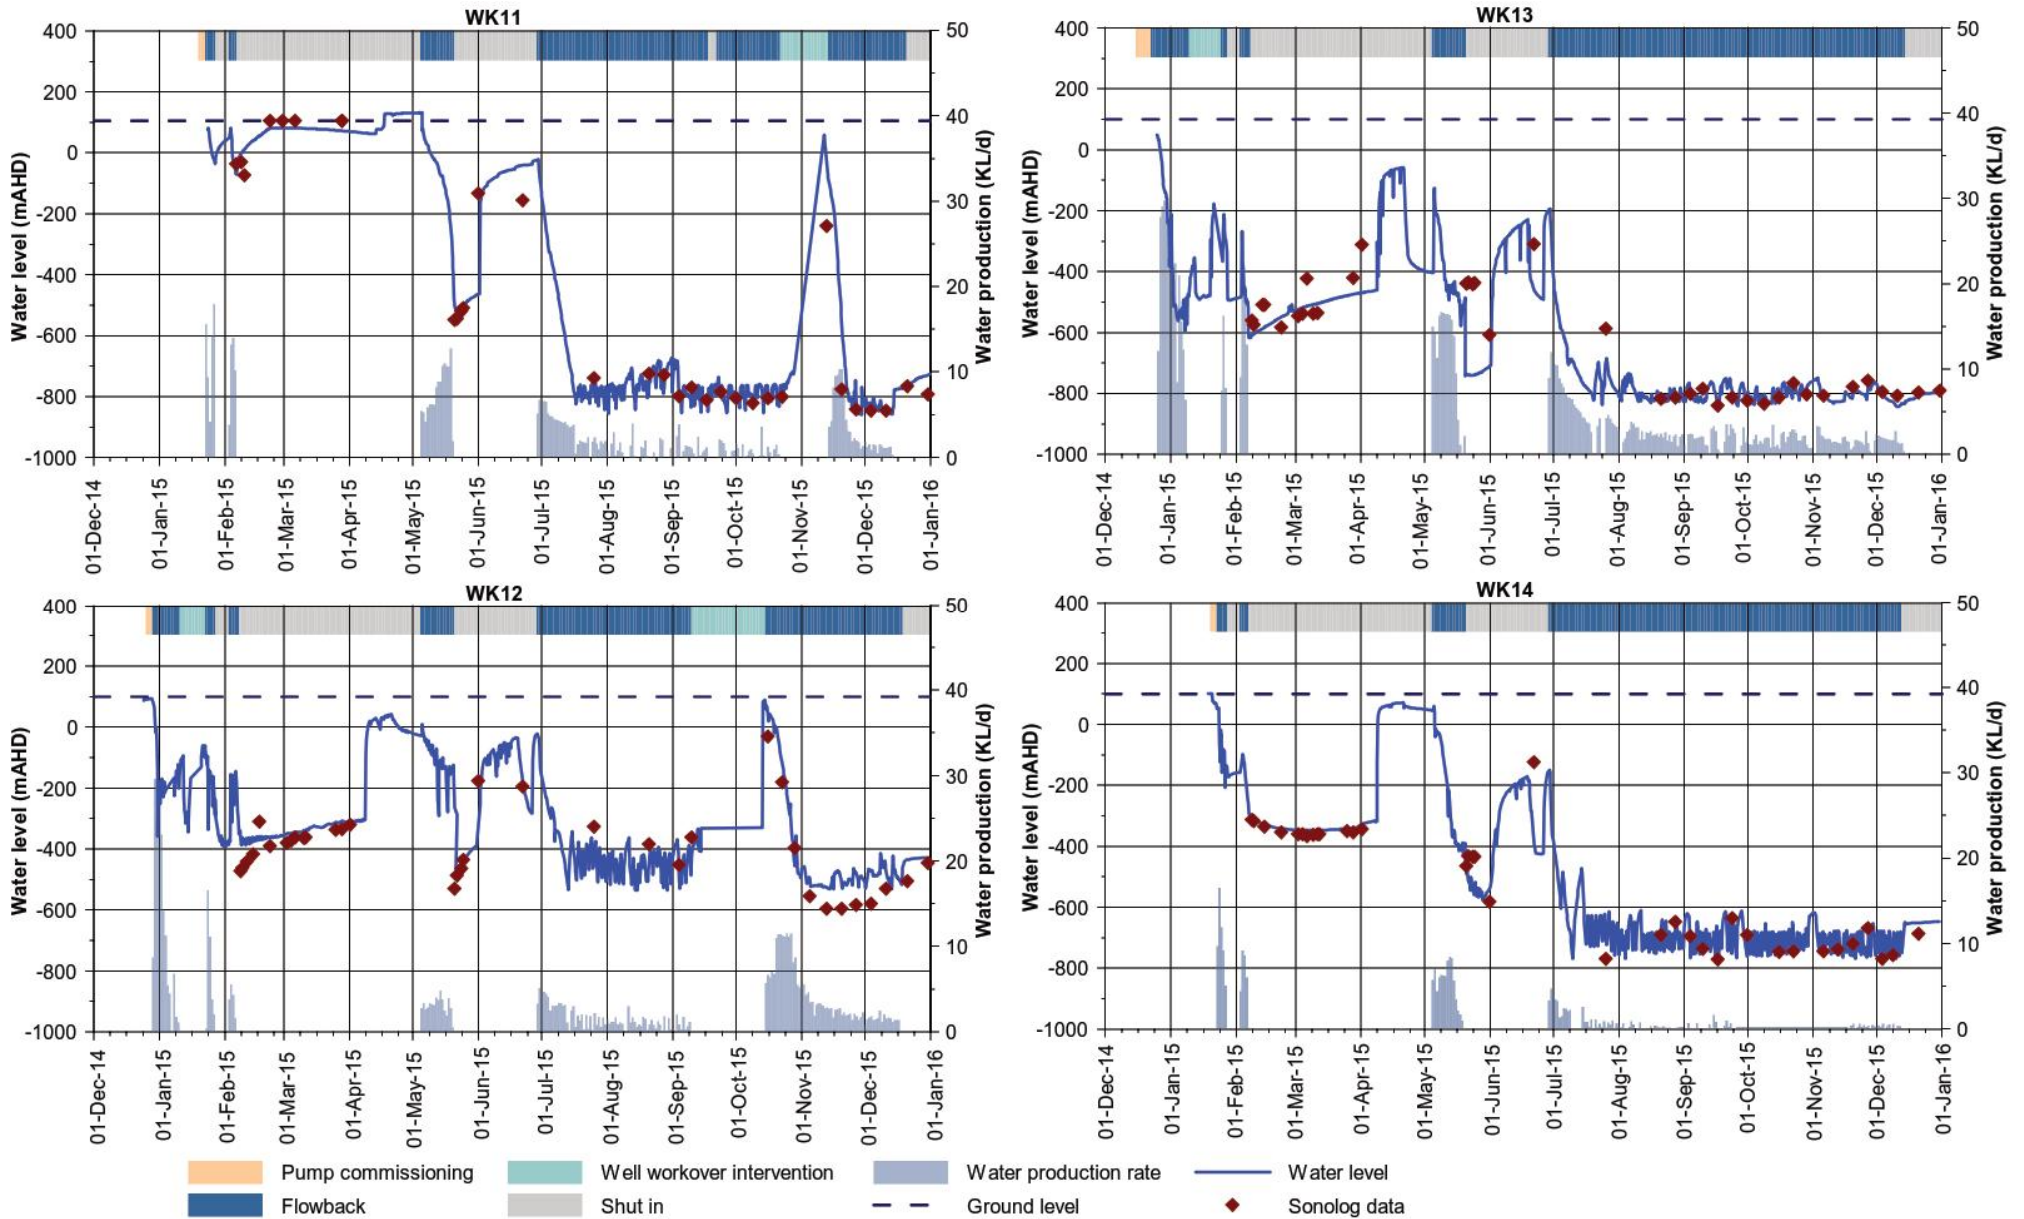 WK11
400
200
0
-200
-400
-600
-800
-1000
Water level (mAHD)
50
40
30
20
10
0
Water production (KL/d)
01-Dec-14
01-Jan-15
01-Feb-15
01-Mar-15
01-Apr-15
01-May-15
01-Jun-15
01-Jul-15
01-Aug-15
01-Sep-15
01-Oct-15
01-Nov-15
01-Dec-15
01-Jan-16
WK13
400
200
0
-200
-400
-600
-800
-1000
Water level (mAHD)
50
40
30
20
10
0
Water production (KL/d)
01-Dec-14
01-Jan-15
01-Feb-15
01-Mar-15
01-Apr-15
01-May-15
01-Jun-15
01-Jul-15
01-Aug-15
01-Sep-15
01-Oct-15
01-Nov-15
01-Dec-15
01-Jan-16
WK12
400
200
0
-200
-400
-600
-800
-1000
Water level (mAHD)
50
40
30
20
10
0
Water production (KL/d)
01-Dec-14
01-Jan-15
01-Feb-15
01-Mar-15
01-Apr-15
01-May-15
01-Jun-15
01-Jul-15
01-Aug-15
01-Sep-15
01-Oct-15
01-Nov-15
01-Dec-15
01-Jan-16
WK14
400
200
0
-200
-400
-600
-800
-1000
Water level (mAHD)
50
40
30
20
10
0
Water production (KL/d)
01-Dec-14
01-Jan-15
01-Feb-15
01-Mar-15
01-Apr-15
01-May-15
01-Jun-15
01-Jul-15
01-Aug-15
01-Sep-15
01-Oct-15
01-Nov-15
01-Dec-15
01-Jan-16
Pump commissioning
Well workover intervention
Water production rate
Water level
Flowback
Shut in
Ground level
Sonolog data